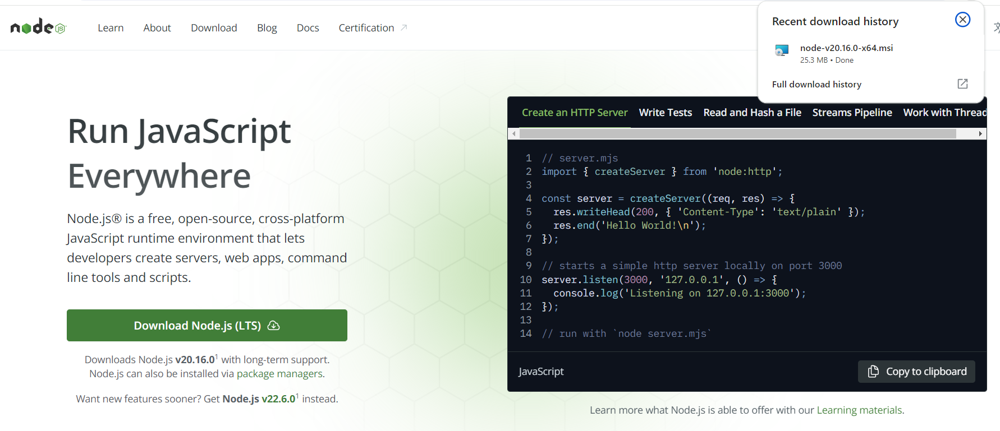 node JS
Learn
About
Download
Blog
Docs
Certification
Recent download history
node-v20.16.0-x64.msi
25.3 MB • Done
Full download history
Run JavaScript
Everywhere
Node.js® is a free, open-source, cross-platform
JavaScript runtime environment that lets
developers create servers, web apps, command
line tools and scripts.
Download Node.js (LTS)
Downloads Node.js v20.16.0¹ with long-term support.
Node.js can also be installed via package managers.
Want new features sooner? Get Node.js v22.6.0¹ instead.
Create an HTTP Server
Write Tests
Read and Hash a File
Streams Pipeline
Work with Thread
1 // server.mjs
2 import { createServer } from 'node:http';
3
4 const server = createServer((req, res) => {
5   res.writeHead(200, { 'Content-Type': 'text/plain' });
6   res.end('Hello World!\n');
7 });
8
9 // starts a simple http server locally on port 3000
10 server.listen(3000, '127.0.0.1', () => {
11   console.log('Listening on 127.0.0.1:3000');
12 });
13
14 // run with `node server.mjs`
JavaScript
Copy to clipboard
Learn more what Node.js is able to offer with our Learning materials.